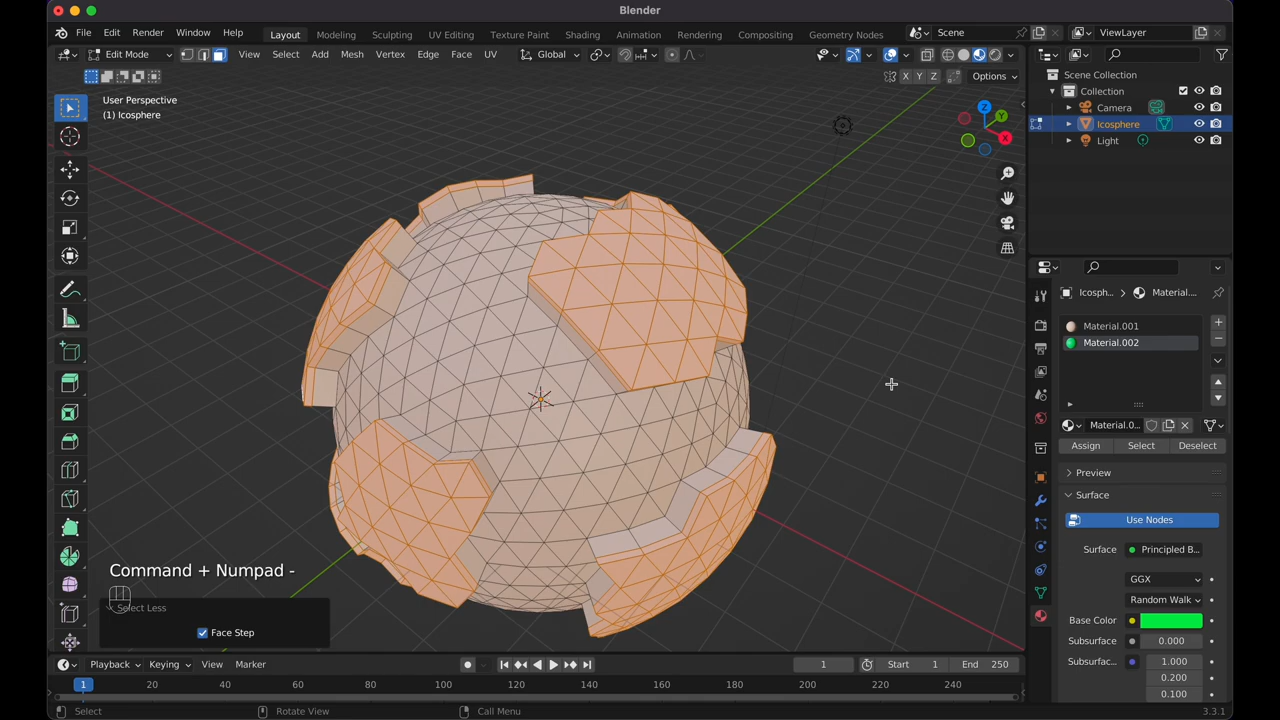 Blender
File Edit Render Window Help Layout Modeling Sculpting UV Editing Texture Paint Shading Animation Rendering Compositing Geometry Nodes Scene ViewLayer
Edit Mode View Select Add Mesh Vertex Edge Face UV Global
X Y Z Options
User Perspective
(1) Icosphere
Z Y X
Scene Collection
Collection
Camera
Icosphere
Light
Icosph... Material....
Material.001
Material.002
Material.0...
Assign Select Deselect
Preview
Surface
Use Nodes
Surface Principled B...
GGX
Random Walk
Base Color
Subsurface 0.000
Subsurfac... 1.000
0.200
0.100
Command + Numpad -
Select Less
Face Step
Playback Keying View Marker 1 Start 1 End 250
1 20 40 60 80 100 120 140 160 180 200 220 240
Select Rotate View Call Menu 3.3.1